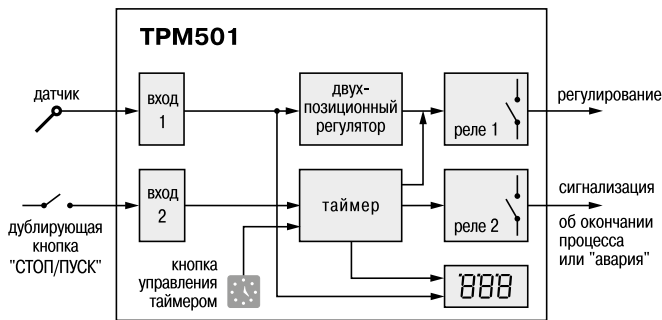 ТРМ501
датчик
вход
1
двух-
позиционный
регулятор
реле 1
регулирование
вход
2
таймер
реле 2
сигнализация
об окончании
процесса
или "авария"
дублирующая
кнопка
"СТОП/ПУСК"
кнопка
управления
таймером
888